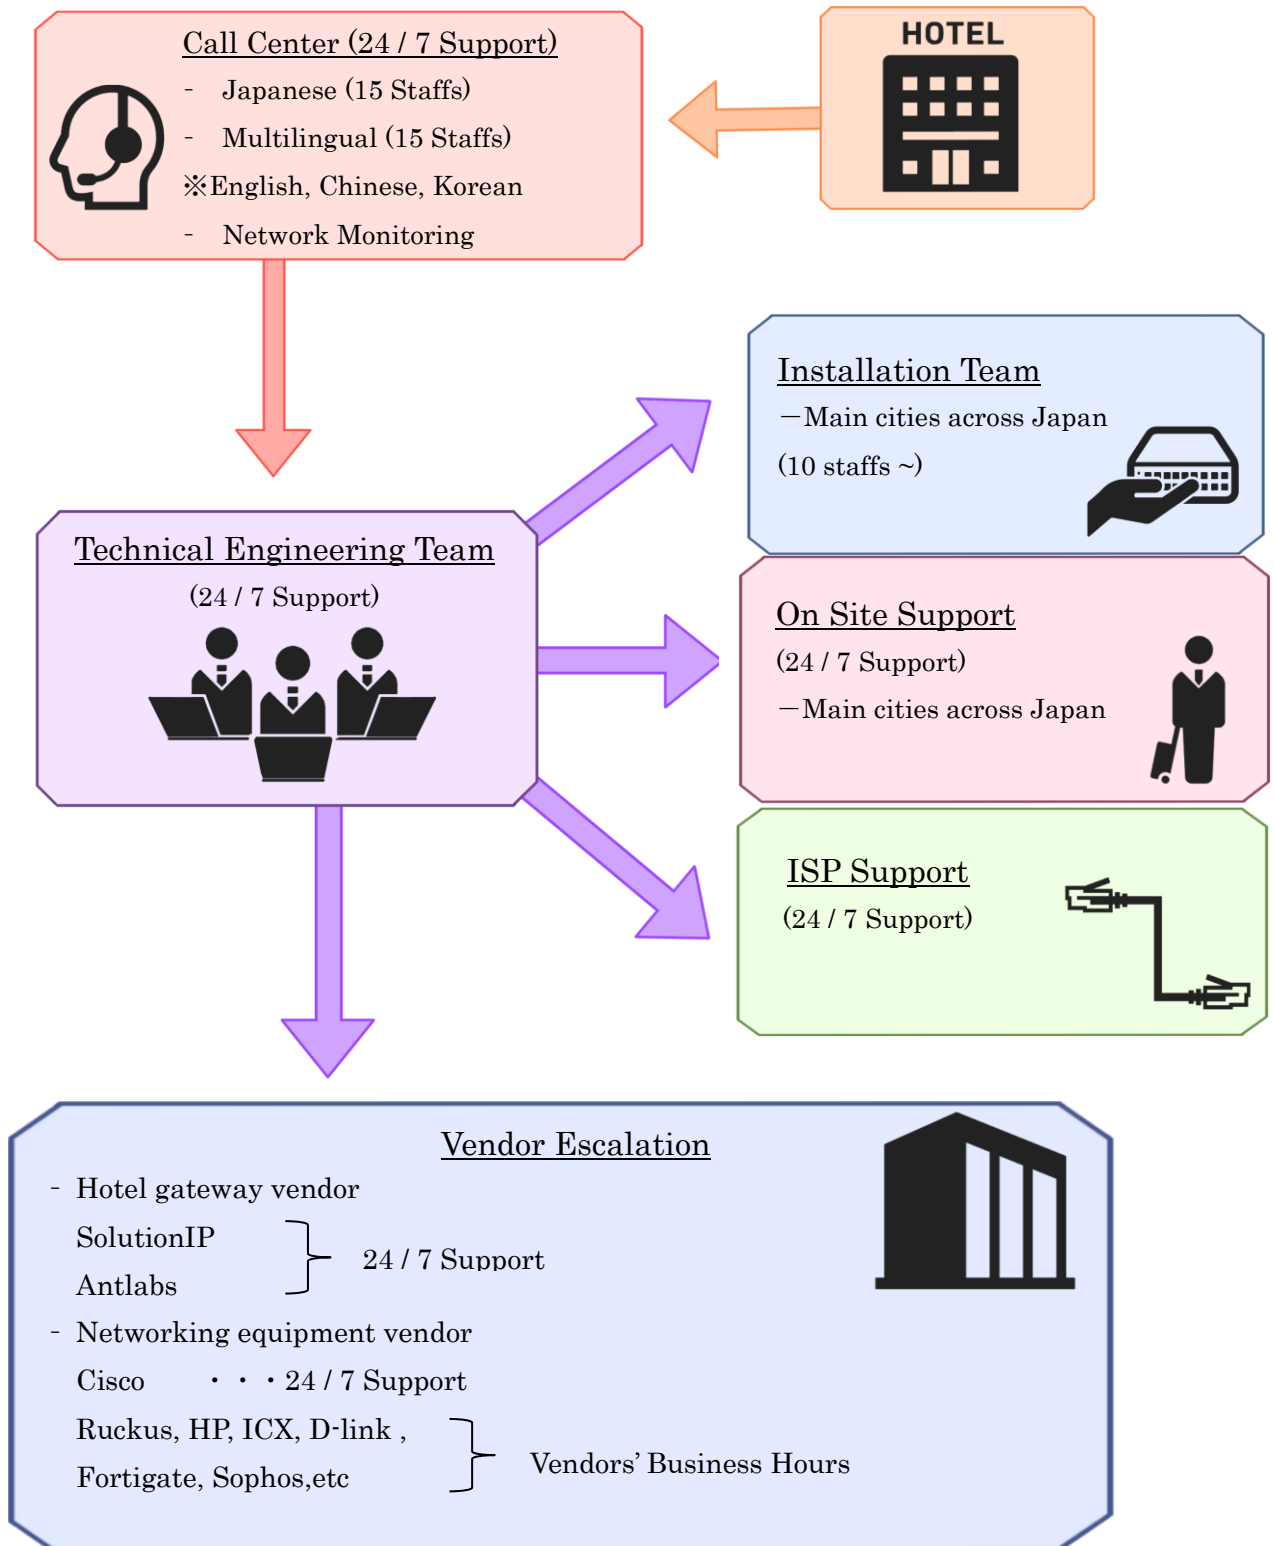 Call Center (24 / 7 Support)
- Japanese (15 Staffs)
- Multilingual (15 Staffs)
※English, Chinese, Korean
- Network Monitoring
HOTEL
Installation Team
－Main cities across Japan
(10 staffs ~)
Technical Engineering Team
(24 / 7 Support)
On Site Support
(24 / 7 Support)
－Main cities across Japan
ISP Support
(24 / 7 Support)
Vendor Escalation
- Hotel gateway vendor
SolutionIP
Antlabs
24 / 7 Support
- Networking equipment vendor
Cisco ・・・24 / 7 Support
Ruckus, HP, ICX, D-link ,
Fortigate, Sophos,etc
Vendors’ Business Hours